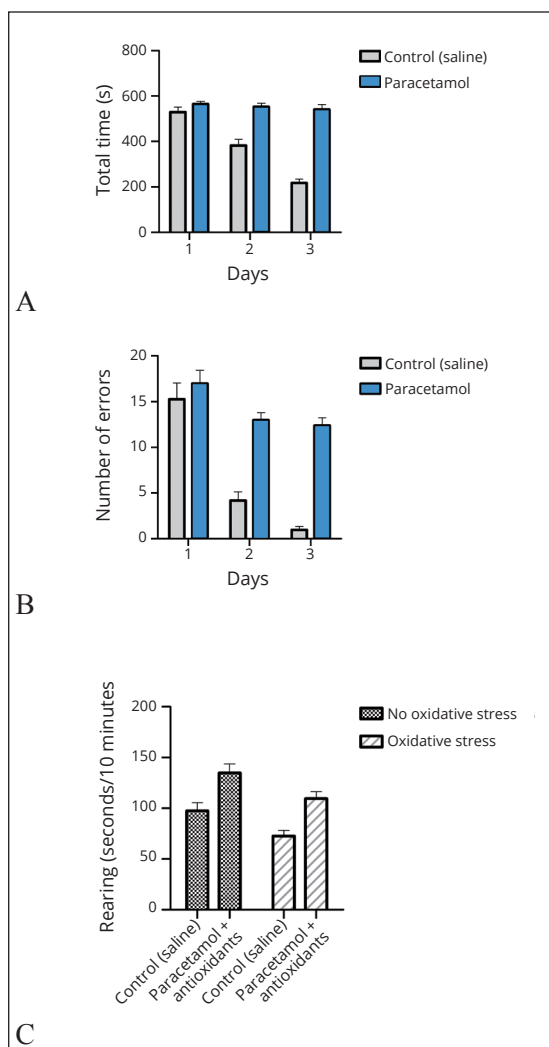 800
600
400
200
0
Total time (s)
1 2 3
Days
Control (saline)
Paracetamol
A
20
15
10
5
0
Number of errors
1 2 3
Days
Control (saline)
Paracetamol
B
200
150
100
50
0
Rearing (seconds/10 minutes)
Control (saline)
Paracetamol +
antioxidants
Control (saline)
Paracetamol +
antioxidants
No oxidative stress
Oxidative stress
C